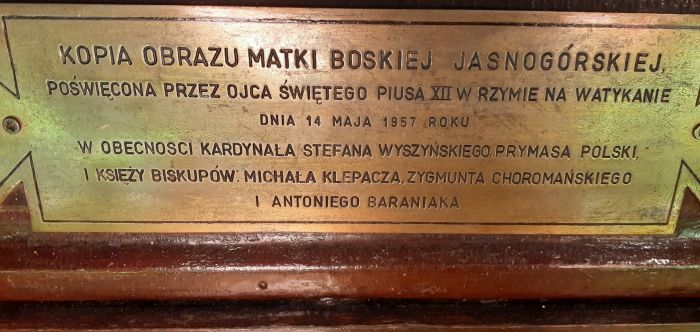 KOPIA OBRAZU MATKI BOSKIEJ JASNOGÓRSKIEJ,
POŚWIĘCONA PRZEZ OJCA ŚWIĘTEGO PIUSA XII W RZYMIE NA WATYKANIE
DNIA 14 MAJA 1957 ROKU
W OBECNOSCI KARDYNAŁA STEFANA WYSZYŃSKIEGO, PRYMASA POLSKI,
I KSIĘŻY BISKUPÓW: MICHAŁA KLEPACZA, ZYGMUNTA CHOROMAŃSKIEGO
I ANTONIEGO BARANIAKA